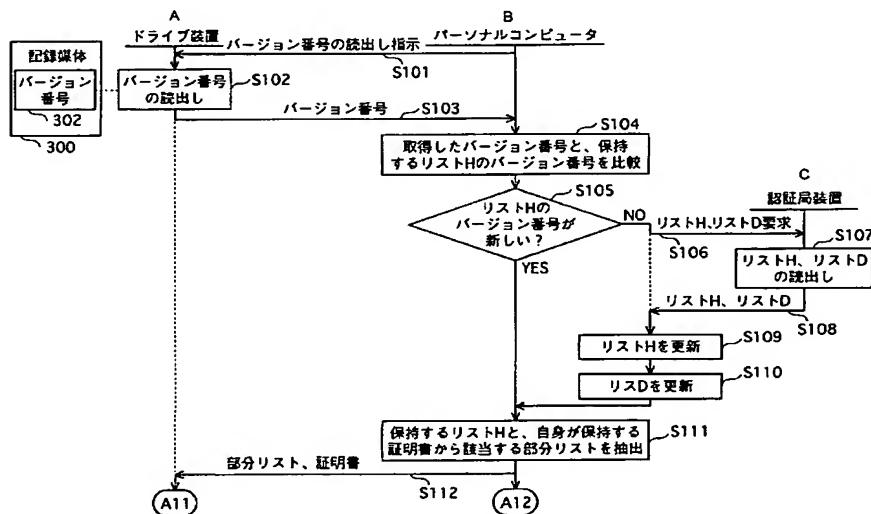 A
B
ドライブ装置
バージョン番号の読出し指示
パーソナルコンピュータ
S101
記録媒体
バージョン
番号
302
300
バージョン番号
の読出し
S102
バージョン番号
S103
S104
取得したバージョン番号と、保持
するリストHのバージョン番号を比較
S105
リストHの
バージョン番号が
新しい?
NO
YES
C
認証局装置
リストH、リストD要求
S106
S107
リストH、リストD
の読出し
リストH、リストD
S108
リストHを更新
S109
リスDを更新
S110
保持するリストHと、自身が保持する
証明書から該当する部分リストを抽出
S111
部分リスト、証明書
S112
A11
A12